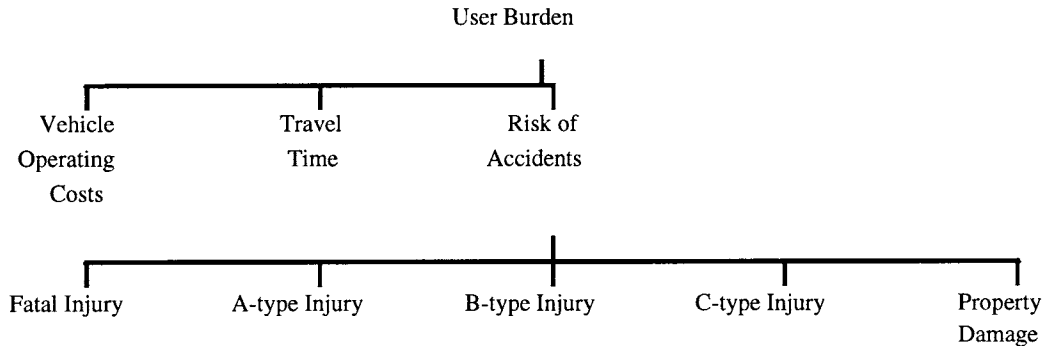 User Burden
Vehicle
Operating
Costs
Travel
Time
Risk of
Accidents
Fatal Injury
A-type Injury
B-type Injury
C-type Injury
Property
Damage